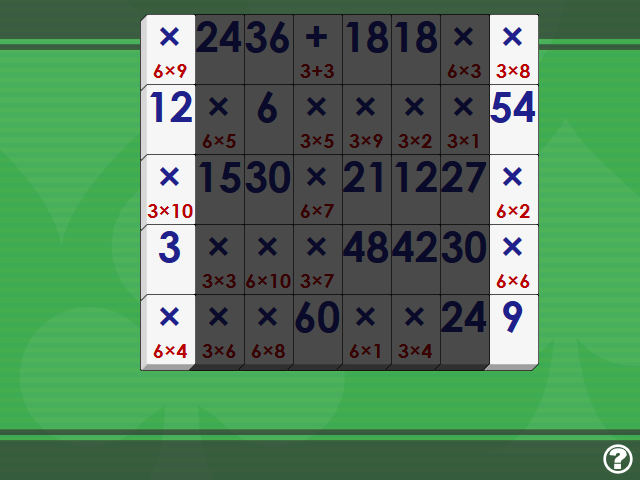 × 24 36 + 18 18 × ×
6×9 3+3 6×3 3×8
12 × 6 × × × × 54
6×5 3×5 3×9 3×2 3×1
× 15 30 × 21 12 27 ×
3×10 6×7 6×2
3 × × × 48 42 30 ×
3×3 6×10 3×7 6×6
× × × 60 × × 24 9
6×4 3×6 6×8 6×1 3×4
?